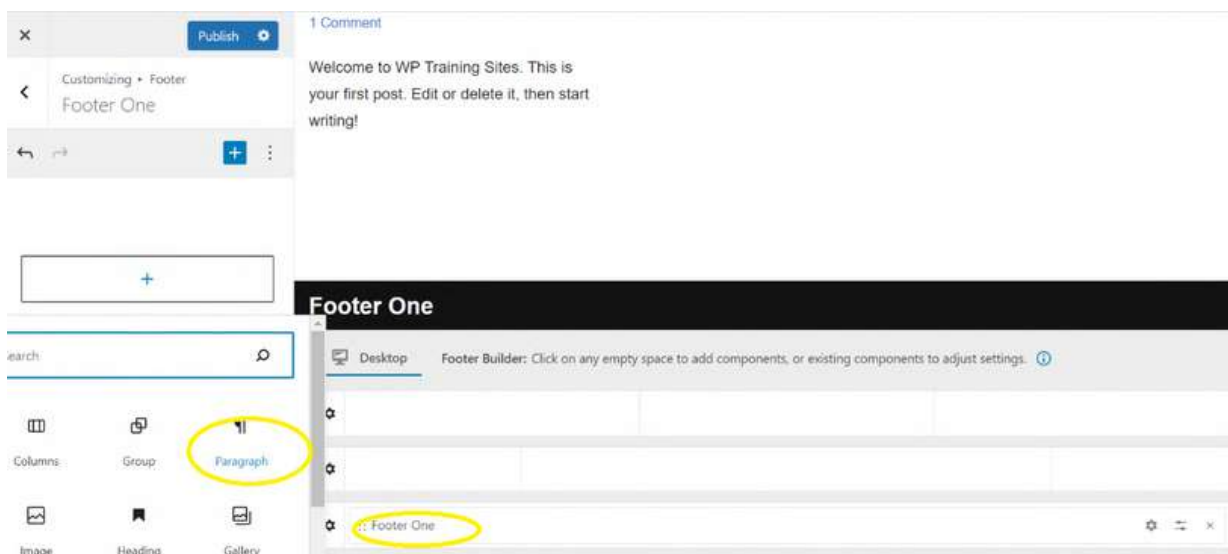 Publish
Customizing • Footer
Footer One
1 Comment
Welcome to WP Training Sites. This is
your first post. Edit or delete it, then start
writing!
Footer One
earch
Columns
Group
Paragraph
Image
Heading
Gallery
Desktop
Footer Builder: Click on any empty space to add components, or existing components to adjust settings.
Footer One